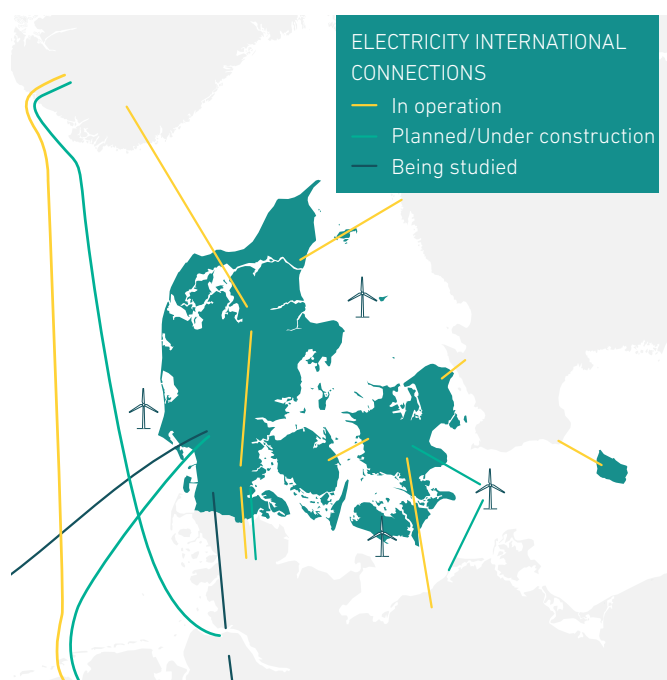 ELECTRICITY INTERNATIONAL
CONNECTIONS
In operation
Planned/Under construction
Being studied